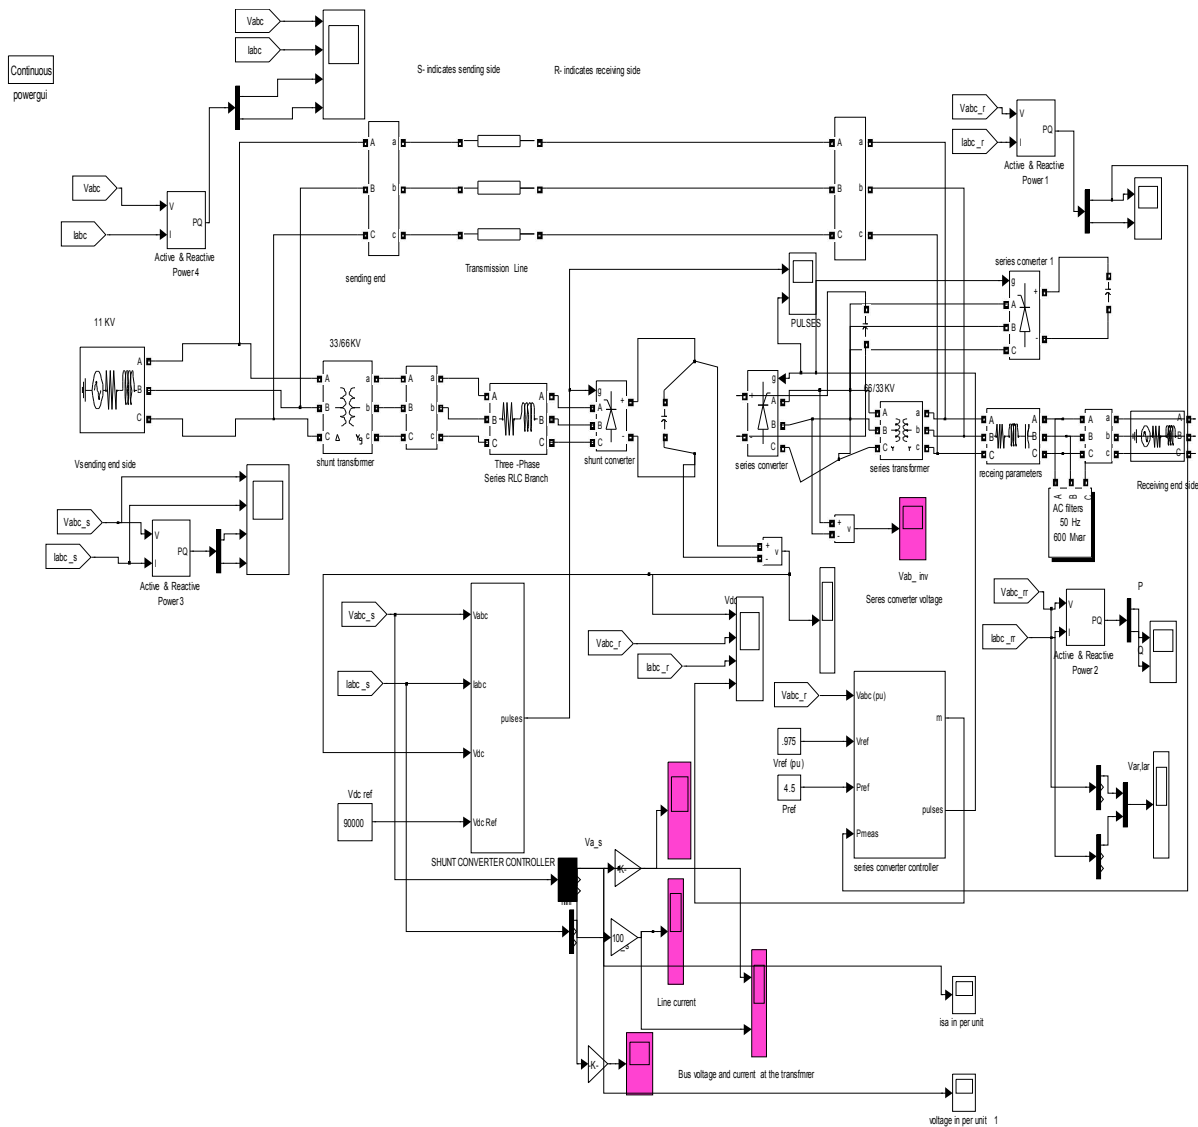 Vabc
Iabc
S- indicates sending side
R- indicates receiving side
Continuous
powergui
Vabc_r
Iabc_r
V
I
PQ
Active & Reactive
Power 1
A
B
C
a
b
c
sending end
Transmission Line
A
B
C
a
b
c
Vabc
Iabc
V
I
PQ
Active & Reactive
Power 4
series converter 1
g
A
B
C
+
-
PULSES
11 KV
A
B
C
33/66KV
A
B
C
a
b
c
Δ
Yg
shunt transformer
A
B
C
a
b
c
A
B
C
A
B
C
Three -Phase
Series RLC Branch
g
A
B
C
+
-
shunt converter
g
A
B
C
+
-
series converter
66/33 KV
A
B
C
a
b
c
Y
Y
series transformer
A
B
C
A
B
C
receing parameters
A
B
C
a
b
c
A
B
C
Receiving end side
A
B
C
AC filters
50 Hz
600 Mvar
Vsending end side
Vabc_s
Iabc_s
V
I
PQ
Active & Reactive
Power 3
+
-
v
+
-
v
Vab_ inv
Seres converter voltage
Vabc_s
Iabc_s
Vabc
Iabc
Vdc
Vdc Ref
pulses
SHUNT CONVERTER CONTROLLER
Vdc ref
90000
Vdc
Vabc_r
Iabc_r
Vabc_rr
Iabc_rr
V
I
PQ
Active & Reactive
Power 2
P
Q
Vabc_r
.975
Vref (pu)
4.5
Pref
Vabc (pu)
Vref
Pref
Pmeas
m
pulses
series converter controller
Var,Iar
Va_s
-K-
100
Line current
-K-
Bus voltage and current at the transfmrer
isa in per unit
voltage in per unit 1